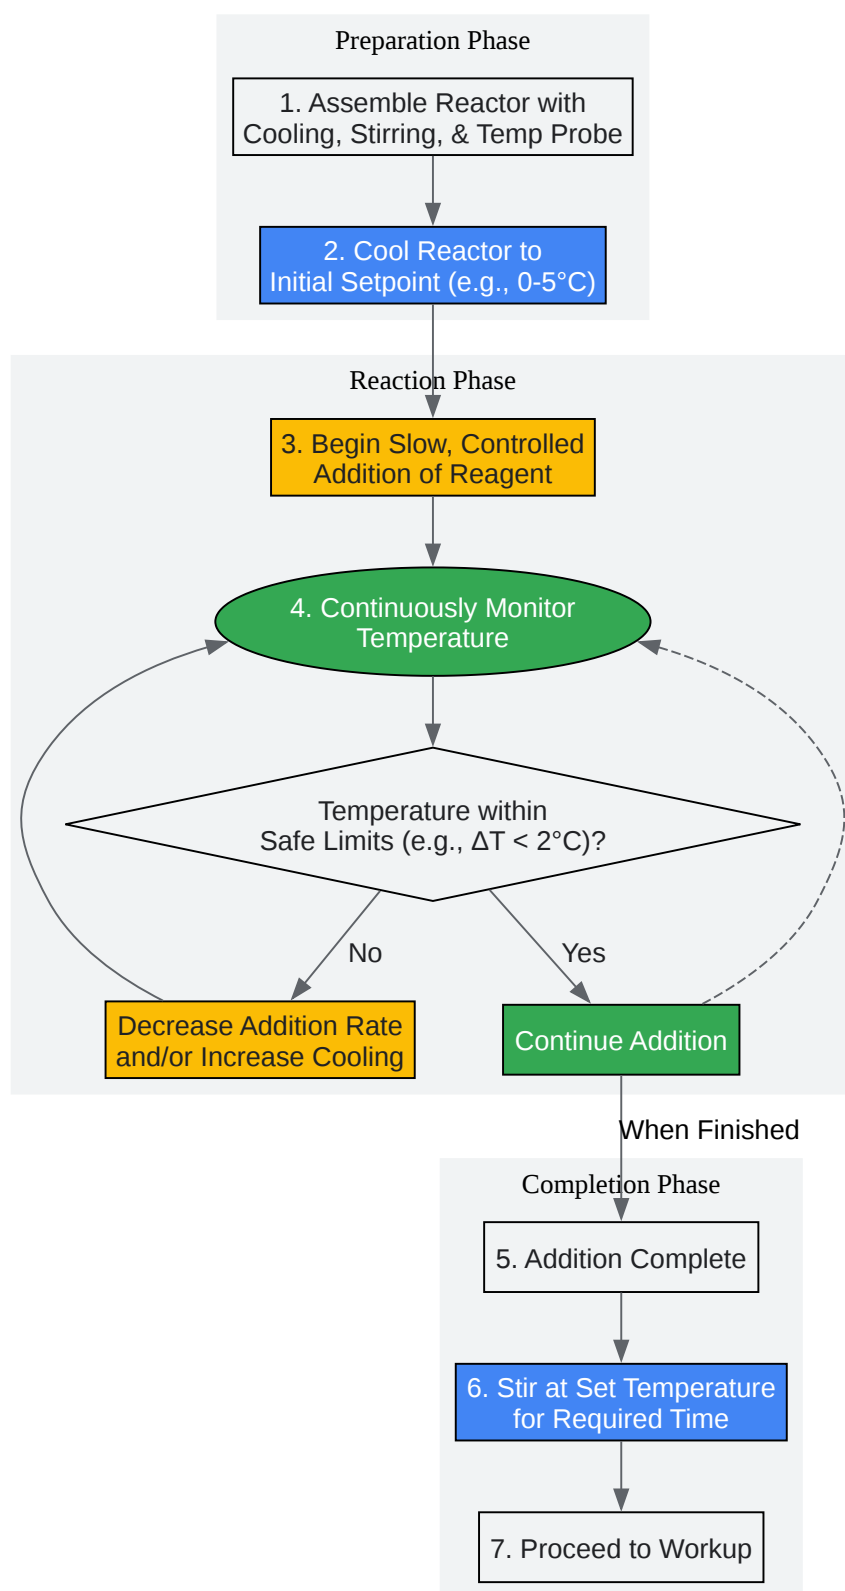 Preparation Phase
1. Assemble Reactor with
Cooling, Stirring, & Temp Probe
2. Cool Reactor to
Initial Setpoint (e.g., 0-5°C)
Reaction Phase
3. Begin Slow, Controlled
Addition of Reagent
4. Continuously Monitor
Temperature
Temperature within
Safe Limits (e.g., ΔT < 2°C)?
No
Yes
Decrease Addition Rate
and/or Increase Cooling
Continue Addition
When Finished
Completion Phase
5. Addition Complete
6. Stir at Set Temperature
for Required Time
7. Proceed to Workup